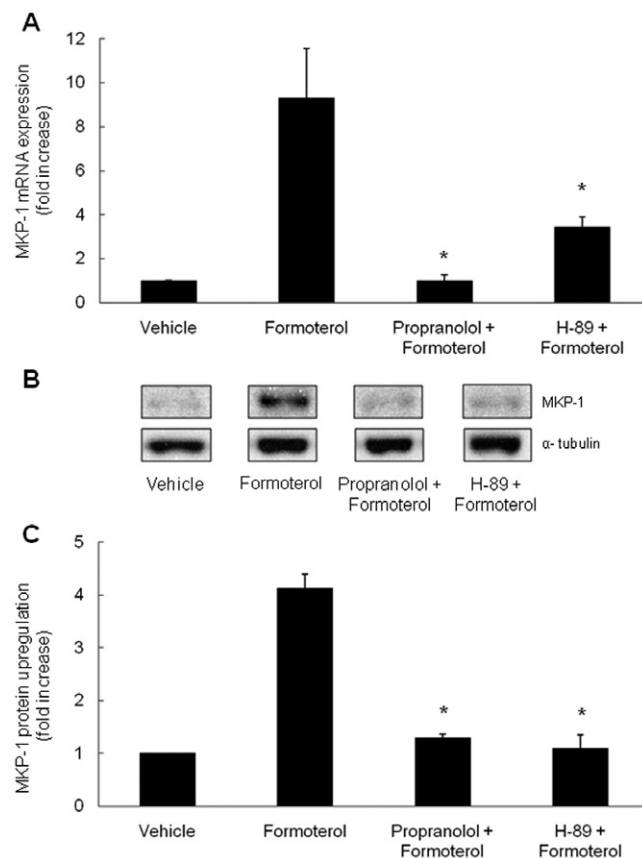 A
MKP-1 mRNA expression
(fold increase)
12
10
8
6
4
2
0
*
*
Vehicle
Formoterol
Propranolol +
Formoterol
H-89 +
Formoterol
B
MKP-1
α- tubulin
Vehicle
Formoterol
Propranolol +
Formoterol
H-89 +
Formoterol
C
MKP-1 protein upregulation
(fold increase)
5
4
3
2
1
0
*
*
Vehicle
Formoterol
Propranolol +
Formoterol
H-89 +
Formoterol